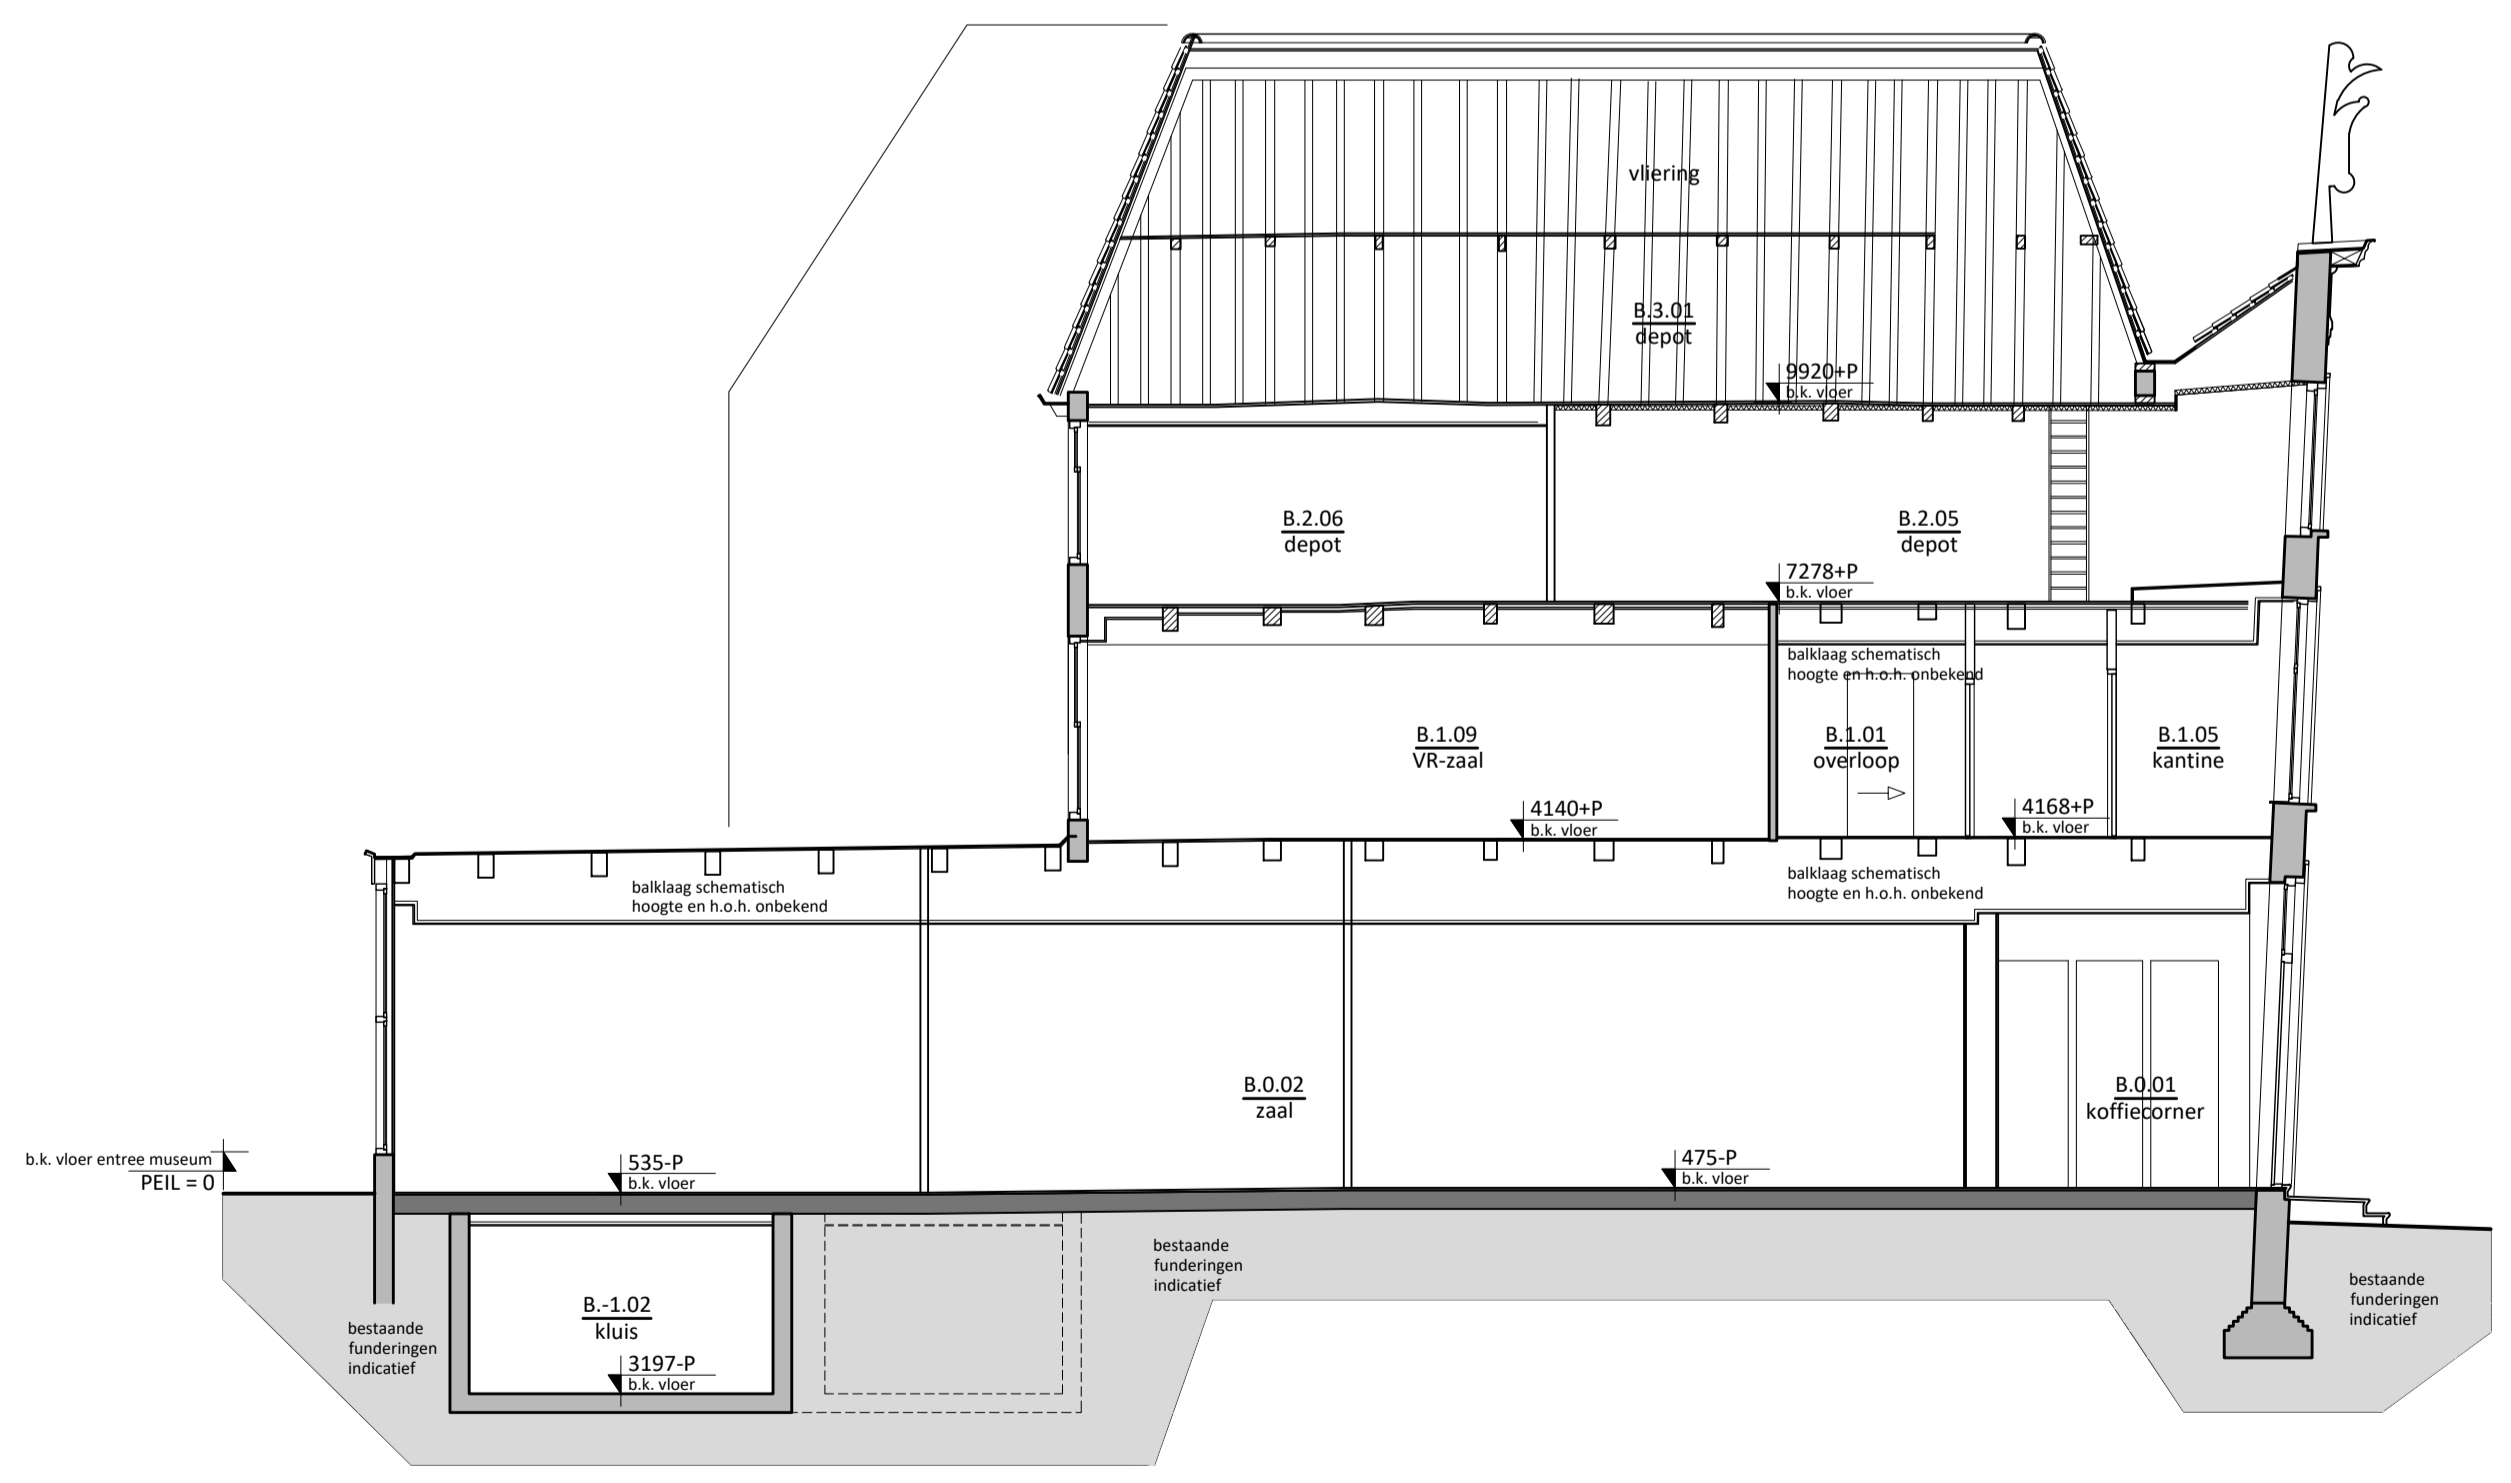 vliering
B.3.01
depot
9920+P
b.k. vloer
B.2.06
depot
B.2.05
depot
7278+P
b.k. vloer
balklaag schematisch
hoogte en h.o.h. onbekend
B.1.09
VR-zaal
B.1.01
overloop
B.1.05
kantine
4140+P
b.k. vloer
4168+P
b.k. vloer
balklaag schematisch
hoogte en h.o.h. onbekend
balklaag schematisch
hoogte en h.o.h. onbekend
B.0.02
zaal
B.0.01
koffiecorner
b.k. vloer entree museum
PEIL = 0
535-P
b.k. vloer
475-P
b.k. vloer
bestaande
funderingen
indicatief
B.-1.02
kluis
3197-P
b.k. vloer
bestaande
funderingen
indicatief
bestaande
funderingen
indicatief